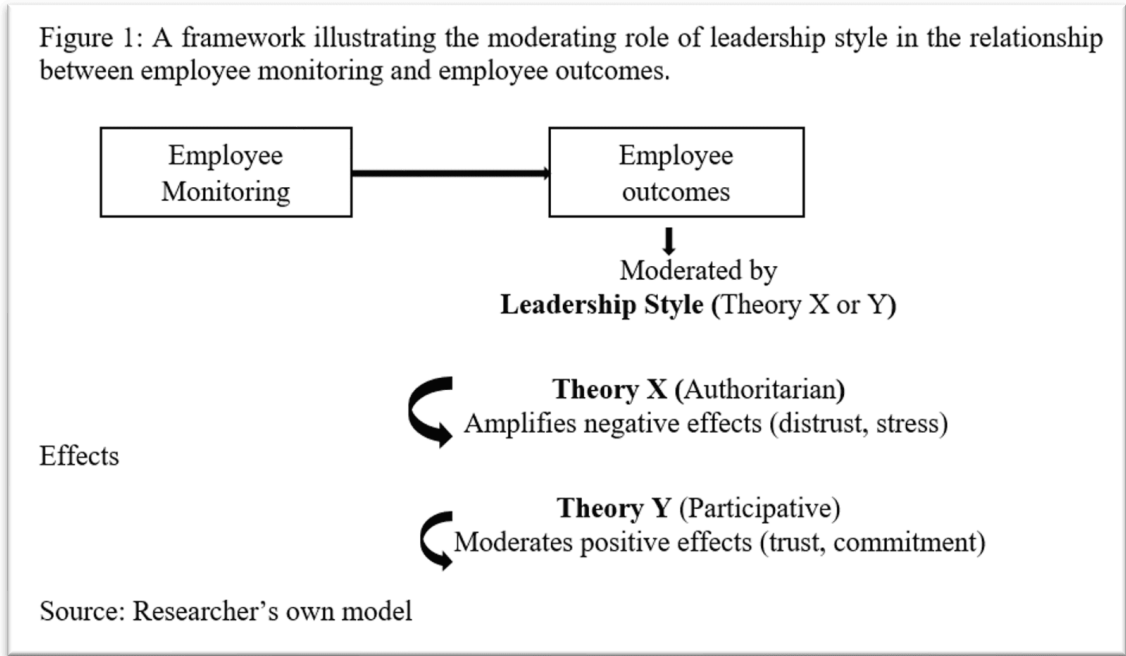 Figure 1: A framework illustrating the moderating role of leadership style in the relationship
between employee monitoring and employee outcomes.
Employee
Monitoring
Employee
outcomes
Moderated by
Leadership Style (Theory X or Y)
Theory X (Authoritarian)
Amplifies negative effects (distrust, stress)
Effects
Theory Y (Participative)
Moderates positive effects (trust, commitment)
Source: Researcher’s own model